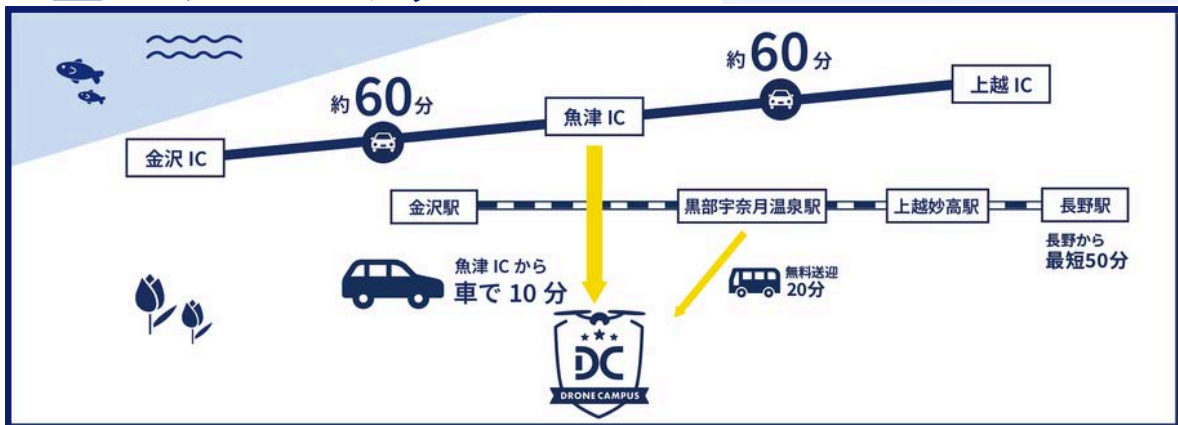 約60分
約60分
上越 IC
魚津 IC
金沢 IC
金沢駅
黒部宇奈月温泉駅
上越妙高駅
長野駅
長野から
最短50分
魚津 IC から
車で 10 分
無料送迎
20分
DC
DRONE CAMPUS